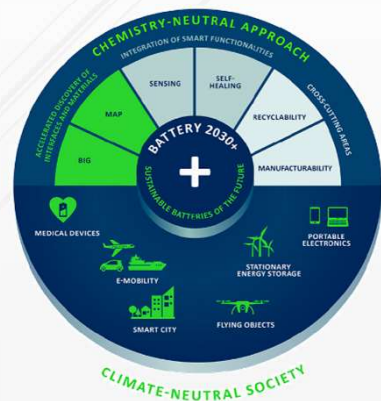 CHEMISTRY-NEUTRAL APPROACH
INTEGRATION OF SMART FUNCTIONALITIES
ACCELERATED DISCOVERY OF
INTERFACES AND MATERIALS
CROSS-CUTTING AREAS
BIG
MAP
SENSING
SELF-
HEALING
RECYCLABILITY
MANUFACTURABILITY
BATTERY 2030+
SUSTAINABLE BATTERIES OF THE FUTURE
MEDICAL DEVICES
E-MOBILITY
SMART CITY
FLYING OBJECTS
STATIONARY
ENERGY STORAGE
PORTABLE
ELECTRONICS
CLIMATE-NEUTRAL SOCIETY